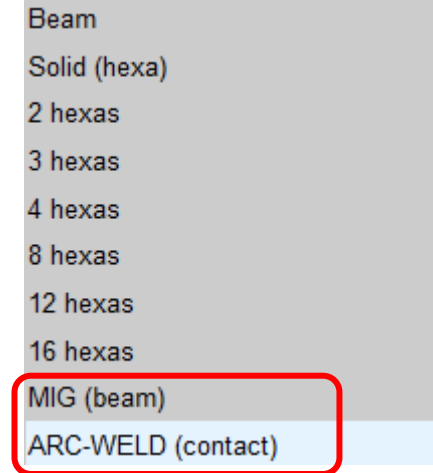 Beam
Solid (hexa)
2 hexas
3 hexas
4 hexas
8 hexas
12 hexas
16 hexas
MIG (beam)
ARC-WELD (contact)